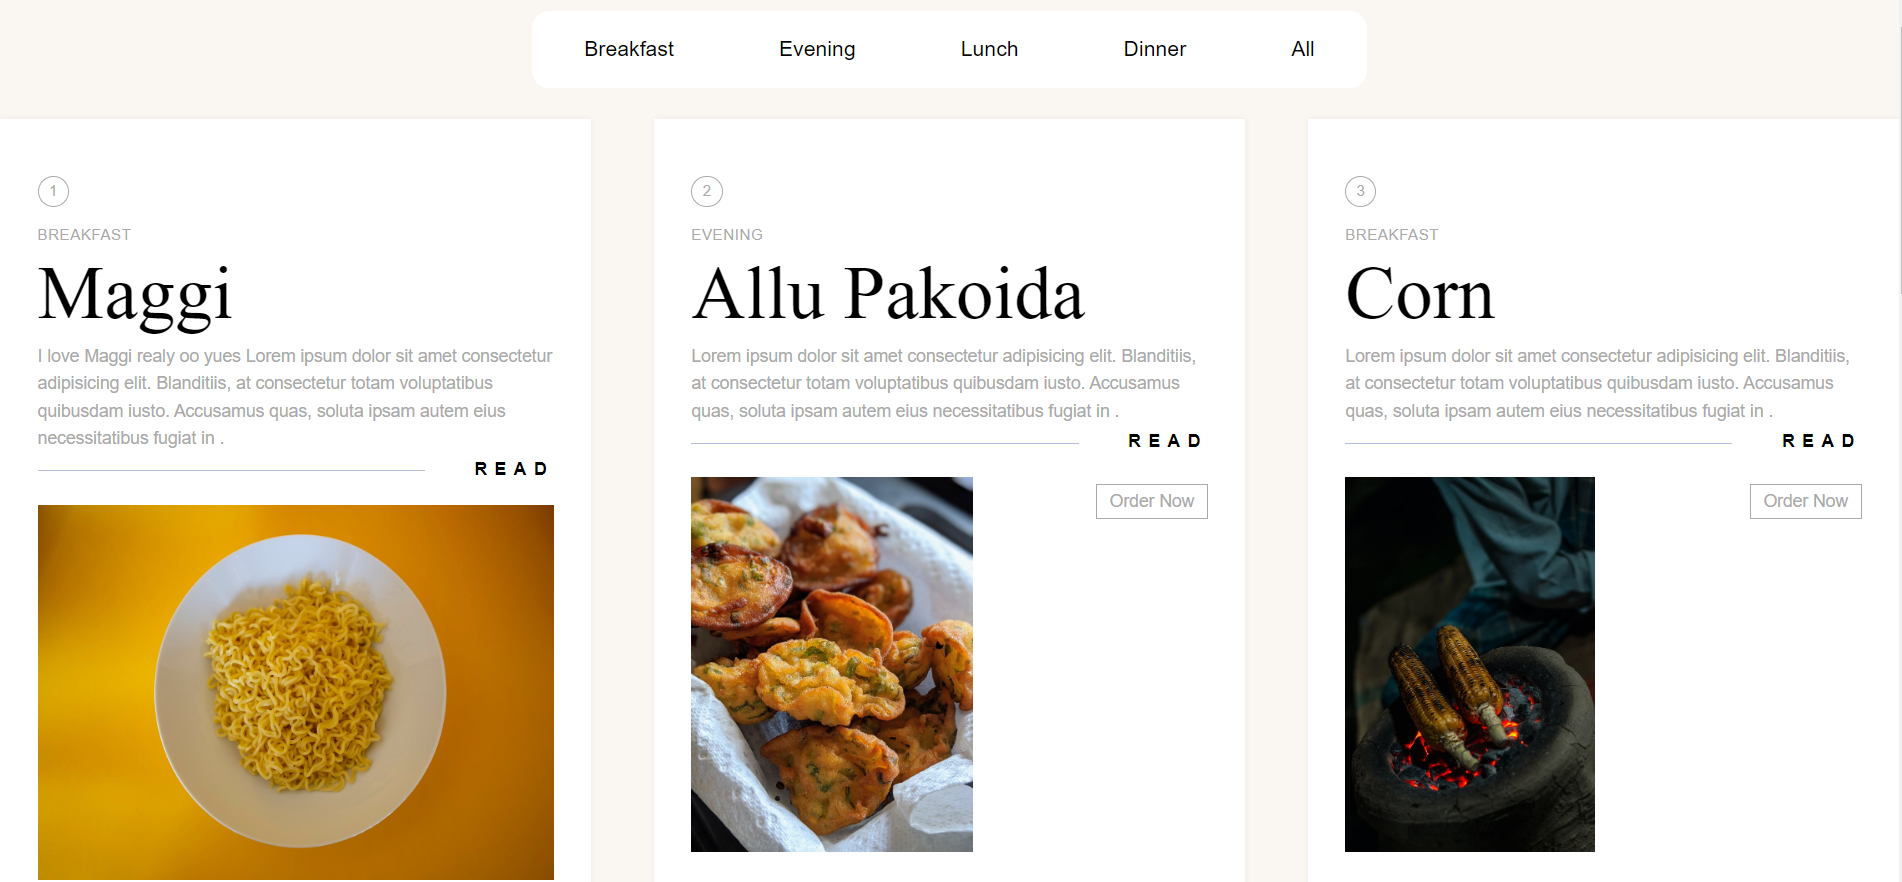 Breakfast Evening Lunch Dinner All
1
BREAKFAST
Maggi
I love Maggi realy oo yues Lorem ipsum dolor sit amet consectetur
adipisicing elit. Blanditiis, at consectetur totam voluptatibus
quibusdam iusto. Accusamus quas, soluta ipsam autem eius
necessitatibus fugiat in .
READ
2
EVENING
Allu Pakoida
Lorem ipsum dolor sit amet consectetur adipisicing elit. Blanditiis,
at consectetur totam voluptatibus quibusdam iusto. Accusamus
quas, soluta ipsam autem eius necessitatibus fugiat in .
READ
Order Now
3
BREAKFAST
Corn
Lorem ipsum dolor sit amet consectetur adipisicing elit. Blanditiis,
at consectetur totam voluptatibus quibusdam iusto. Accusamus
quas, soluta ipsam autem eius necessitatibus fugiat in .
READ
Order Now